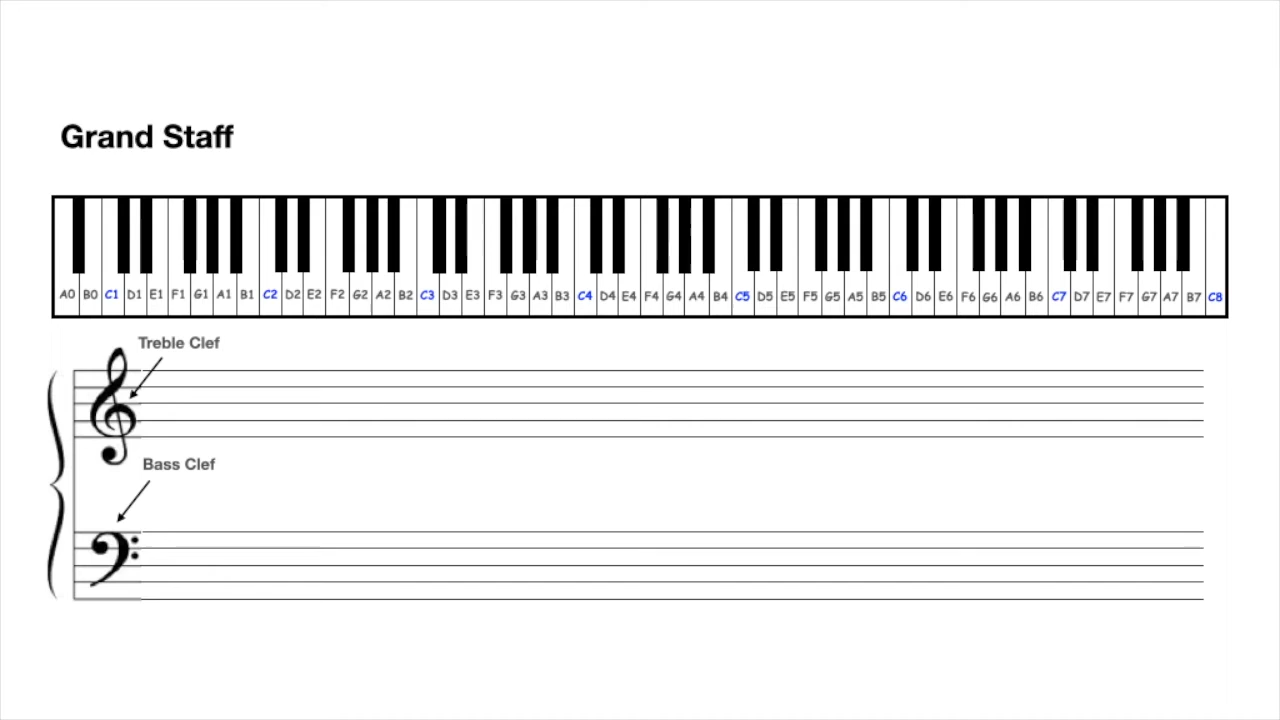 Grand Staff
A0 B0 C1 D1 E1 F1 G1 A1 B1 C2 D2 E2 F2 G2 A2 B2 C3 D3 E3 F3 G3 A3 B3 C4 D4 E4 F4 G4 A4 B4 C5 D5 E5 F5 G5 A5 B5 C6 D6 E6 F6 G6 A6 B6 C7 D7 E7 F7 G7 A7 B7 C8
Treble Clef
Bass Clef